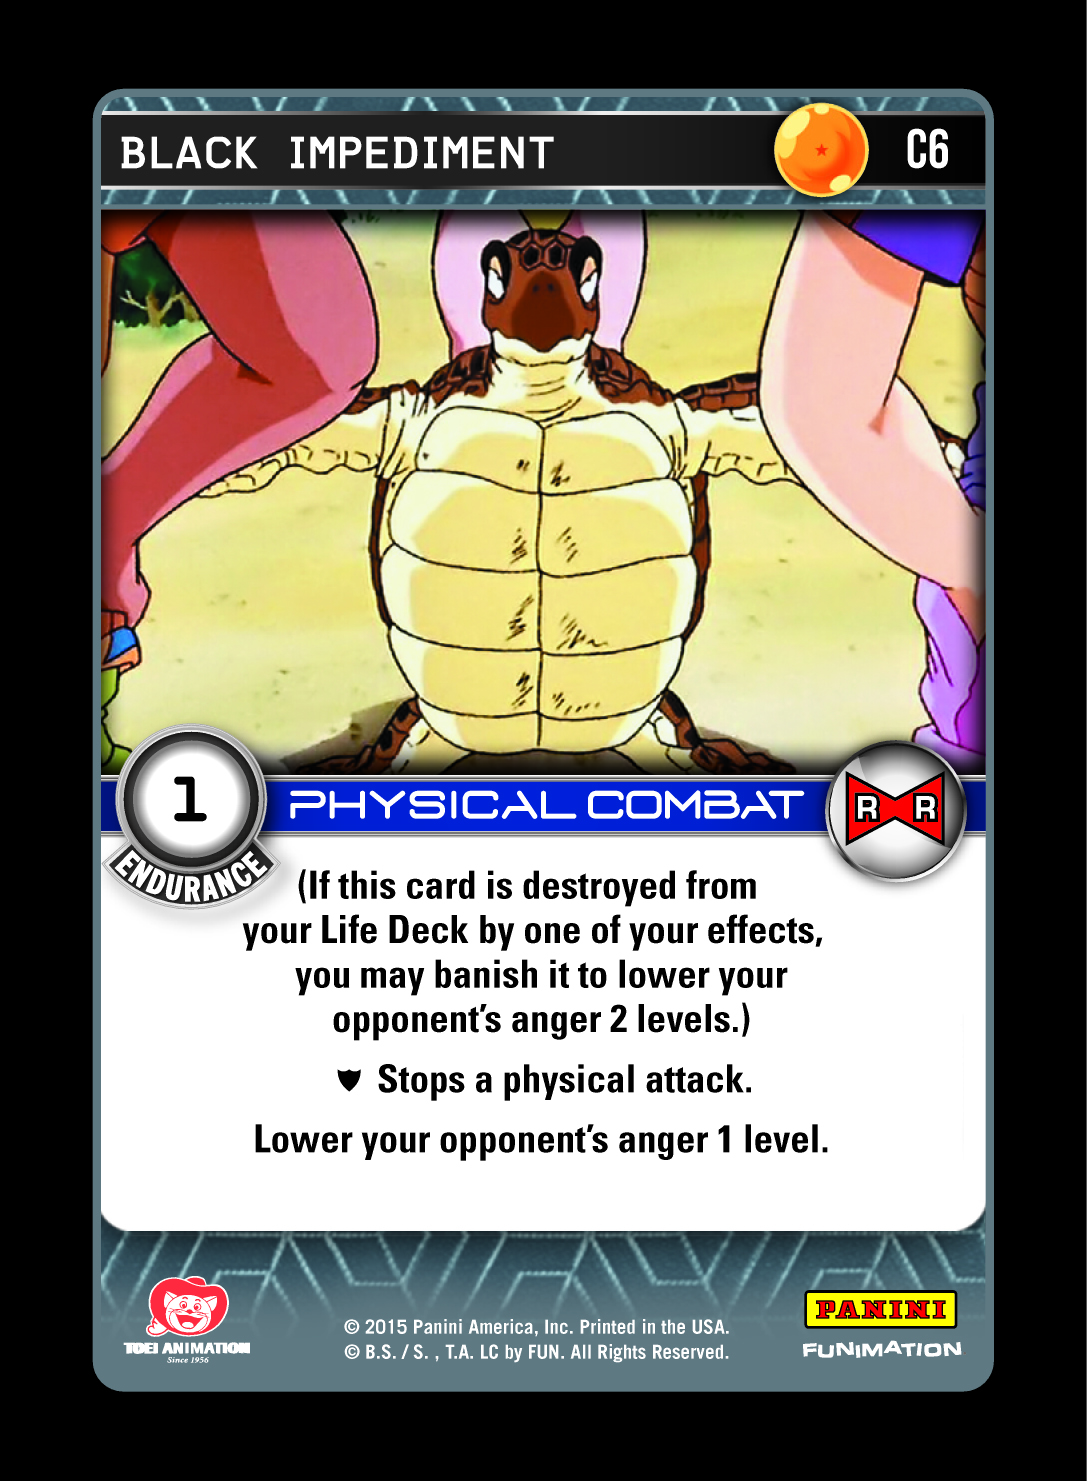 BLACK IMPEDIMENT
C6
1
ENDURANCE
PHYSICAL COMBAT
R R
(If this card is destroyed from
your Life Deck by one of your effects,
you may banish it to lower your
opponent's anger 2 levels.)
Stops a physical attack.
Lower your opponent's anger 1 level.
TOEI ANIMATION
Since 1956
© 2015 Panini America, Inc. Printed in the USA.
© B.S. / S. , T.A. LC by FUN. All Rights Reserved.
PANINI
FUNIMATION